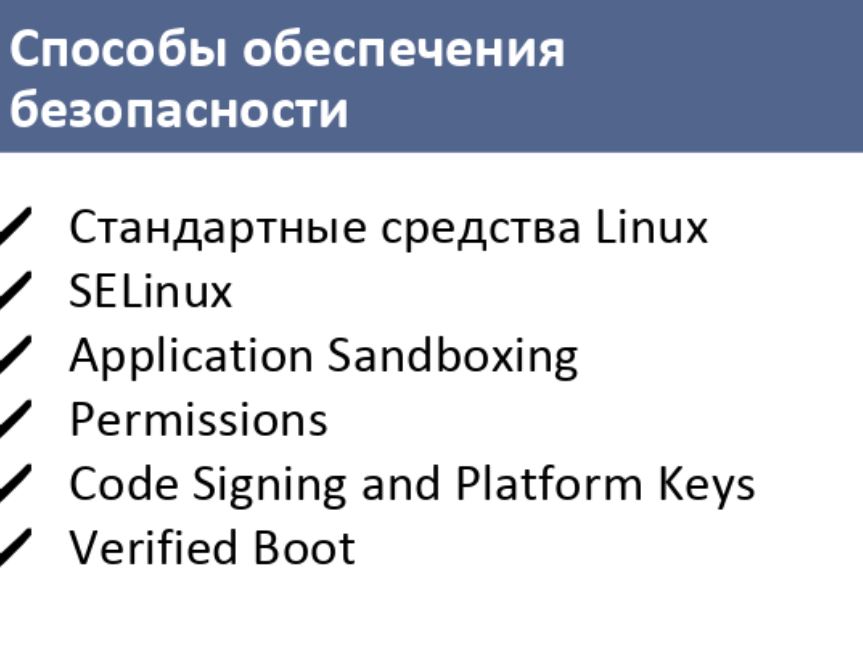 Способы обеспечения
безопасности
Стандартные средства Linux
SELinux
Application Sandboxing
Permissions
Code Signing and Platform Keys
Verified Boot